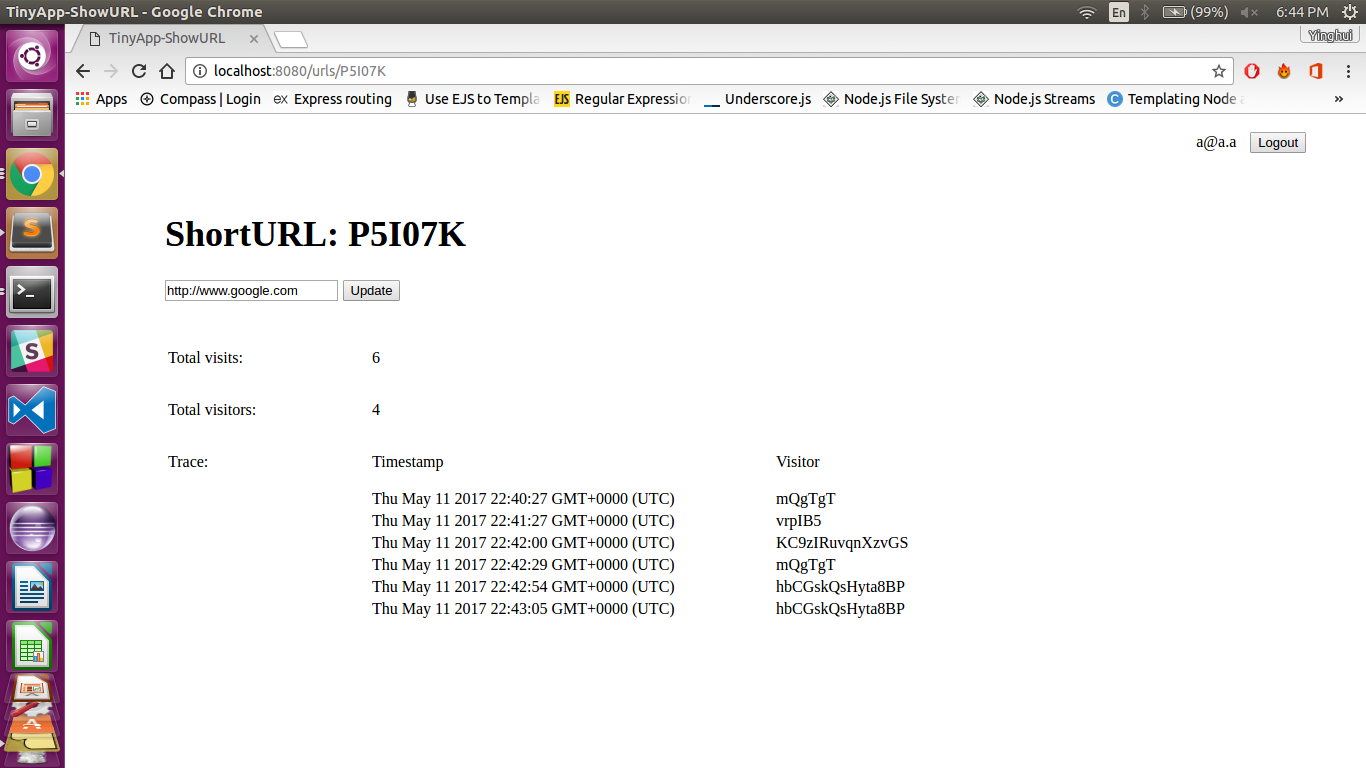 TinyApp-ShowURL - Google Chrome
En
(99%)
6:44 PM
TinyApp-ShowURL
Yinghui
localhost:8080/urls/P5I07K
Apps
Compass | Login
ex Express routing
Use EJS to Templa
EJS Regular Expression
Underscore.js
Node.js File Syste
Node.js Streams
C Templating Node
»
a@a.a
Logout
ShortURL: P5I07K
http://www.google.com
Update
Total visits: 6
Total visitors: 4
Trace: Timestamp Visitor
Thu May 11 2017 22:40:27 GMT+0000 (UTC) mQgTgT
Thu May 11 2017 22:41:27 GMT+0000 (UTC) vrpIB5
Thu May 11 2017 22:42:00 GMT+0000 (UTC) KC9zIRuvqnXzvGS
Thu May 11 2017 22:42:29 GMT+0000 (UTC) mQgTgT
Thu May 11 2017 22:42:54 GMT+0000 (UTC) hbCGskQsHyta8BP
Thu May 11 2017 22:43:05 GMT+0000 (UTC) hbCGskQsHyta8BP